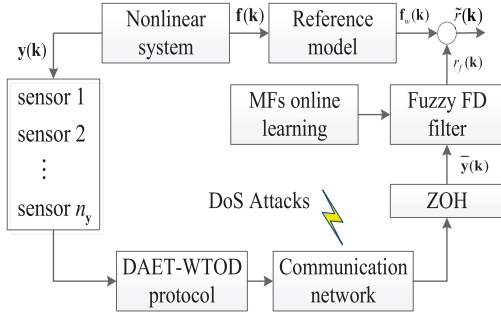 Nonlinear
system
f(k)
Reference
model
f_w(k)
r̃(k)
y(k)
r_f(k)
sensor 1
sensor 2
⋮
sensor n_y
MFs online
learning
Fuzzy FD
filter
ȳ(k)
DoS Attacks
ZOH
DAET-WTOD
protocol
Communication
network